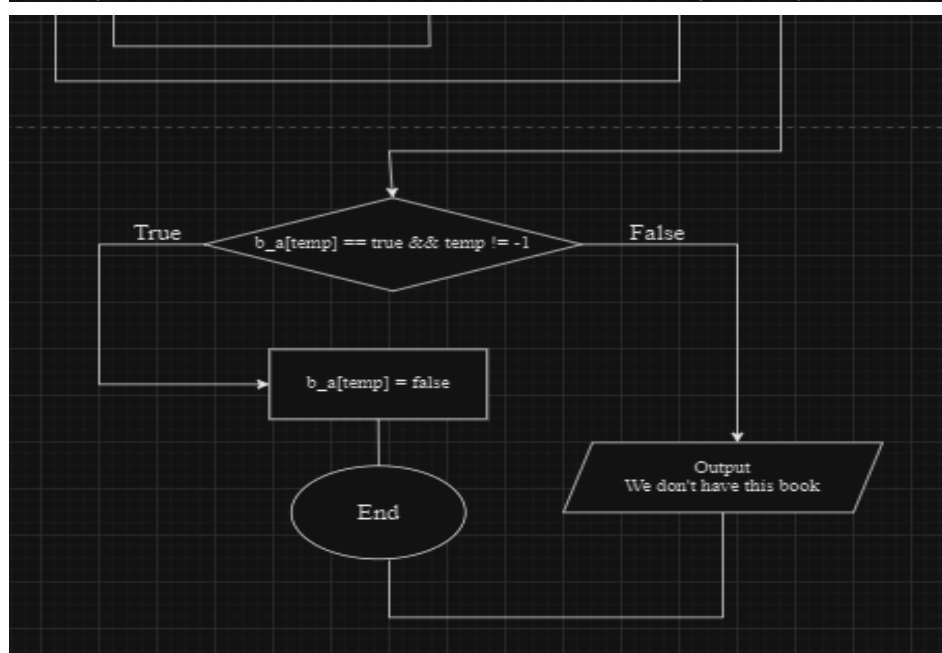 True
False
b_a[temp] == true && temp != -1
b_a[temp] = false
Output
We don't have this book
End